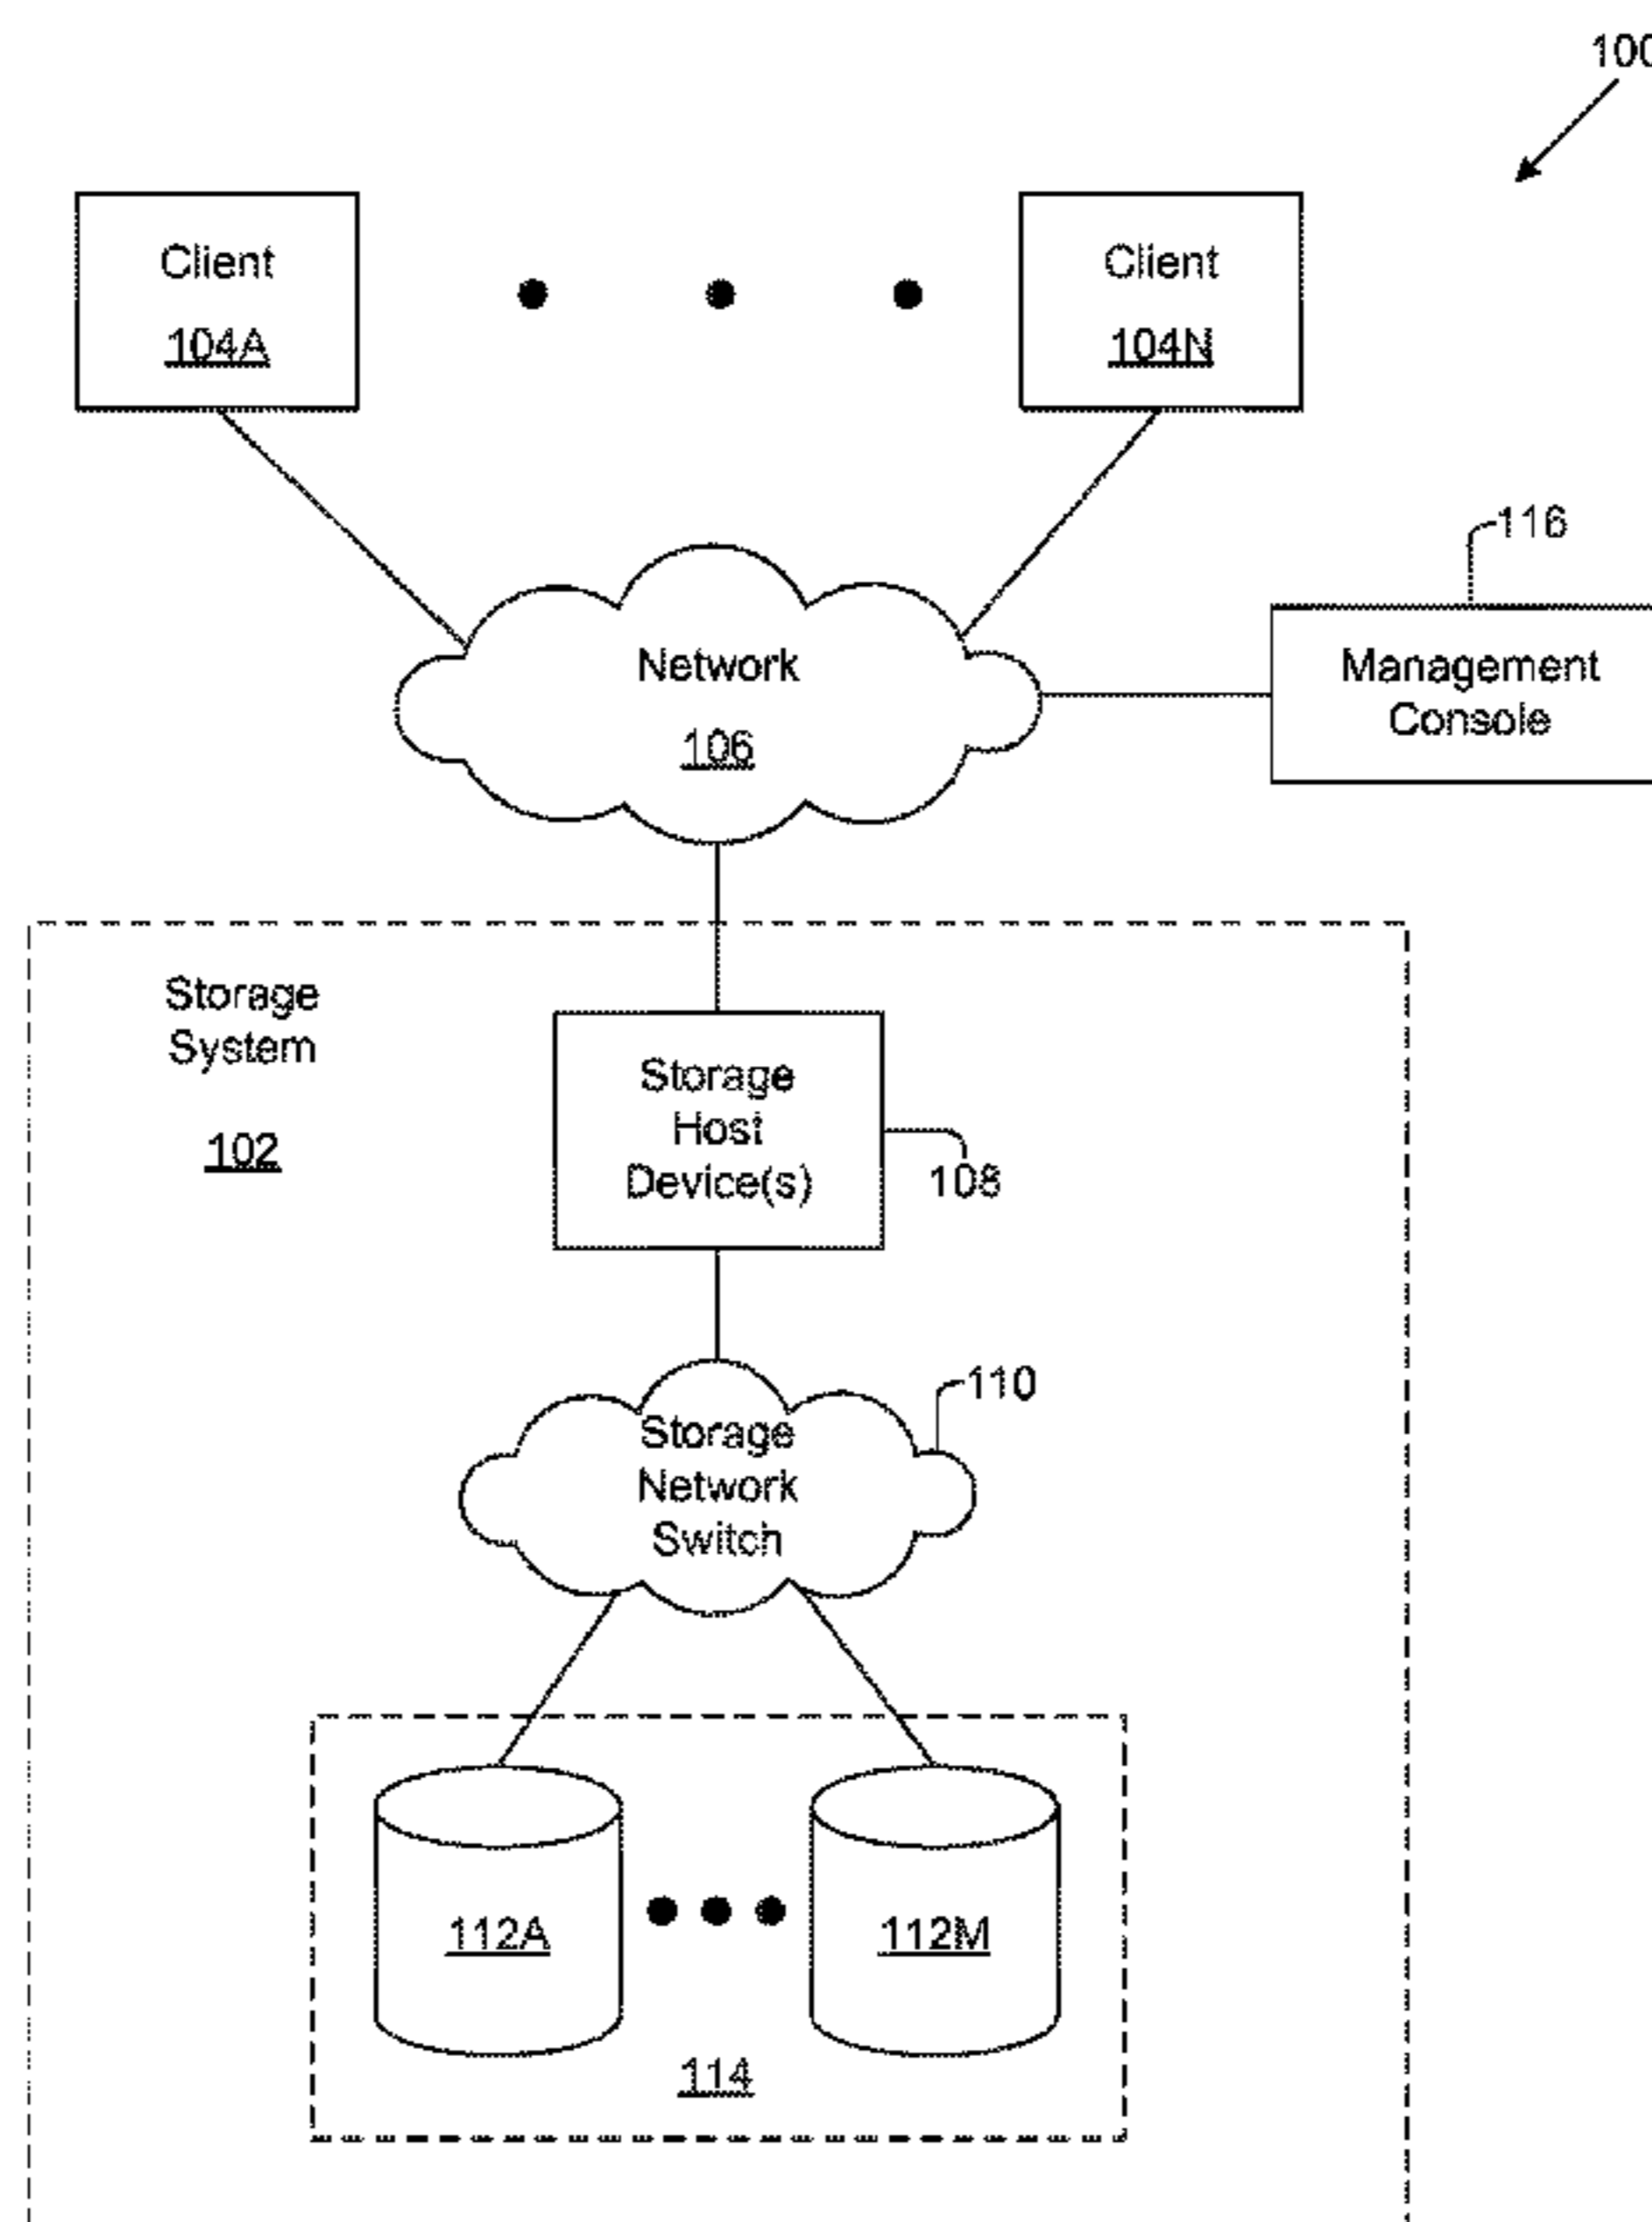 100
Client
104A
Client
104N
116
Network
106
Management
Console
Storage
System
102
Storage
Host
Device(s)
108
110
Storage
Network
Switch
112A
112M
114